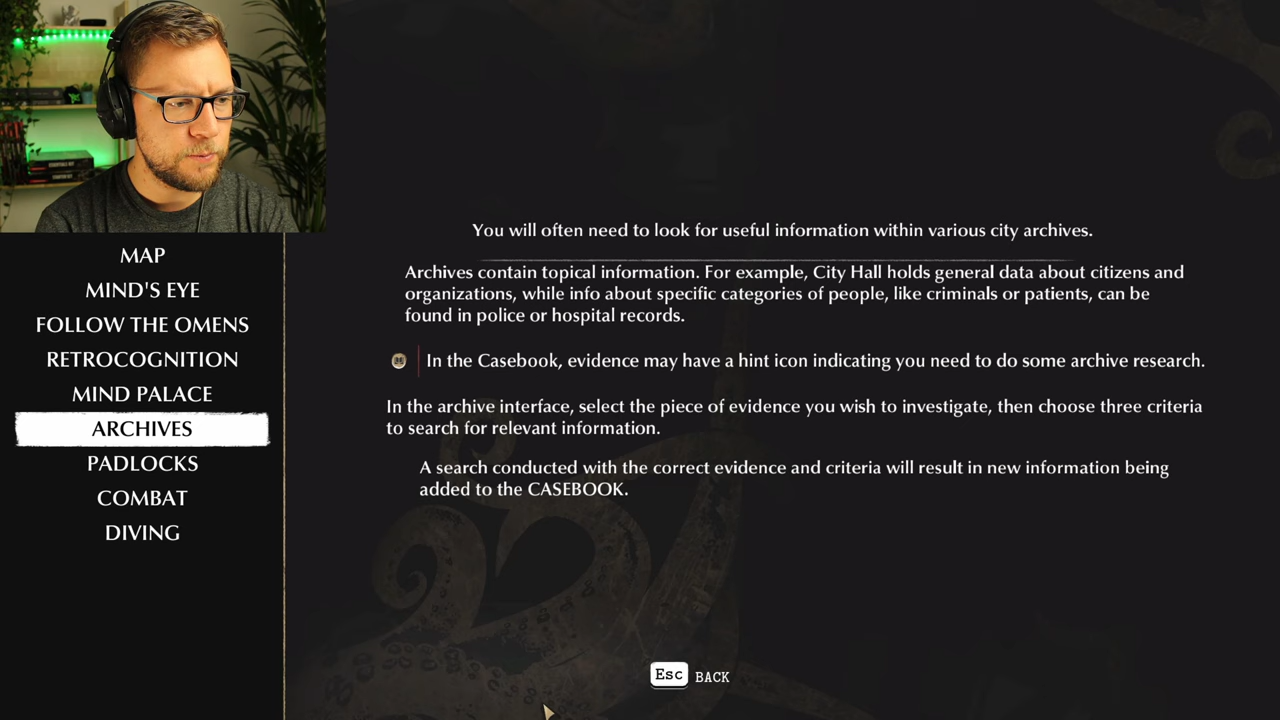 MAP
MIND'S EYE
FOLLOW THE OMENS
RETROCOGNITION
MIND PALACE
ARCHIVES
PADLOCKS
COMBAT
DIVING
You will often need to look for useful information within various city archives.
Archives contain topical information. For example, City Hall holds general data about citizens and
organizations, while info about specific categories of people, like criminals or patients, can be
found in police or hospital records.
In the Casebook, evidence may have a hint icon indicating you need to do some archive research.
In the archive interface, select the piece of evidence you wish to investigate, then choose three criteria
to search for relevant information.
A search conducted with the correct evidence and criteria will result in new information being
added to the CASEBOOK.
Esc BACK